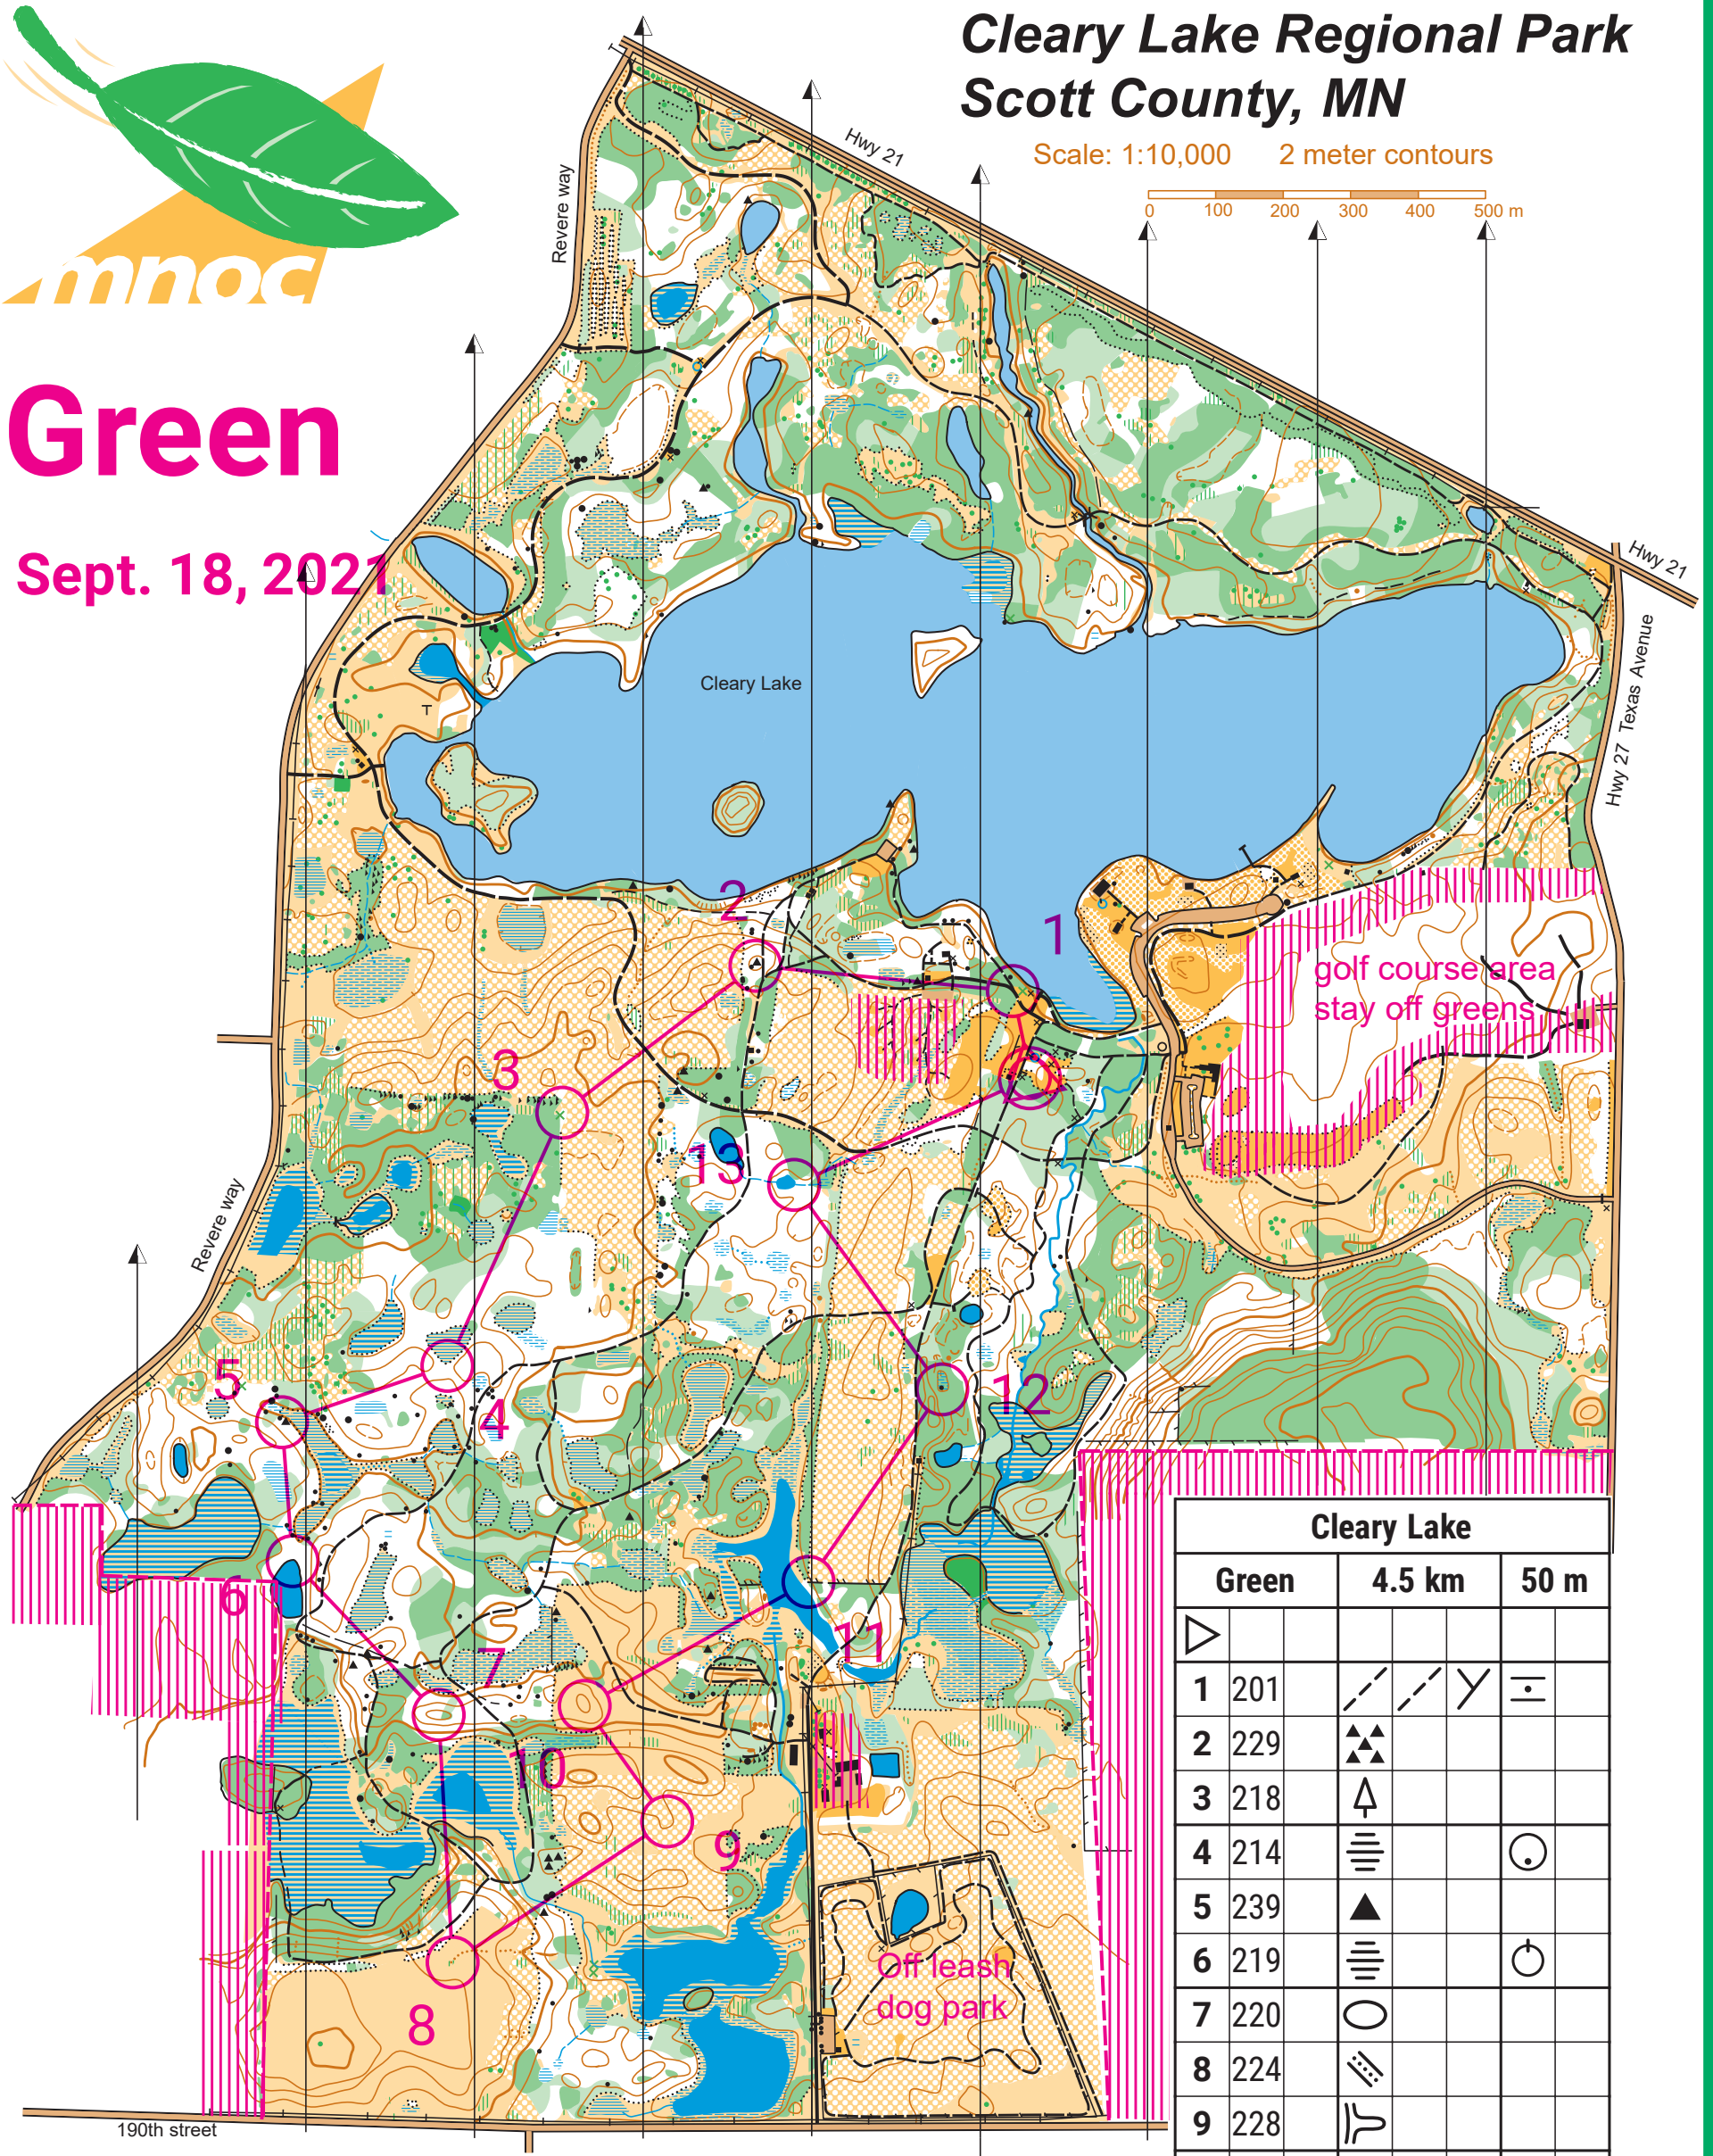 Cleary Lake Regional Park
Scott County, MN
Scale: 1:10,000 2 meter contours
0 100 200 300 400 500 m
mnoc
Green
Sept. 18, 2021
Hwy 21
Revere way
Hwy 21
Hwy 27 Texas Avenue
Cleary Lake
2
1
golf course area
stay off greens
3
13
Revere way
5
4
12
6
7
11
10
9
8
Off leash
dog park
190th street
Cleary Lake
Green 4.5 km 50 m
1 201
2 229
3 218
4 214
5 239
6 219
7 220
8 224
9 228